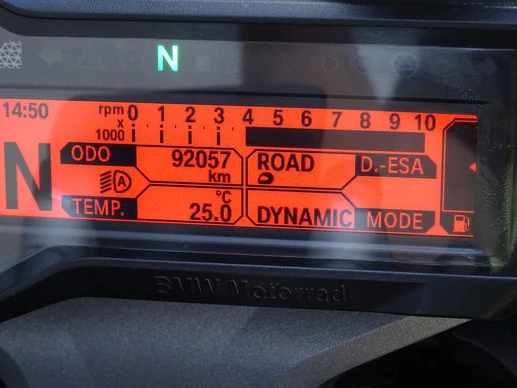 N
14:50 rpm x 1000 0 1 2 3 4 5 6 7 8 9 10
N
ODO 92057 km ROAD D.-ESA
A
TEMP. °C 25.0 DYNAMIC MODE
BMW Motorrad